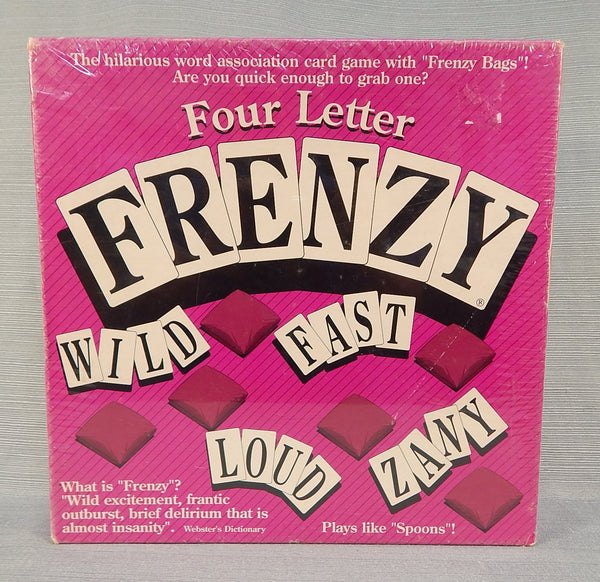 The hilarious word association card game with "Frenzy Bags"!
Are you quick enough to grab one?
Four Letter
FRENZY®
WILD
FAST
LOUD
ZANY
What is "Frenzy"?
"Wild excitement, frantic
outburst, brief delirium that is
almost insanity". Webster's Dictionary
Plays like "Spoons"!